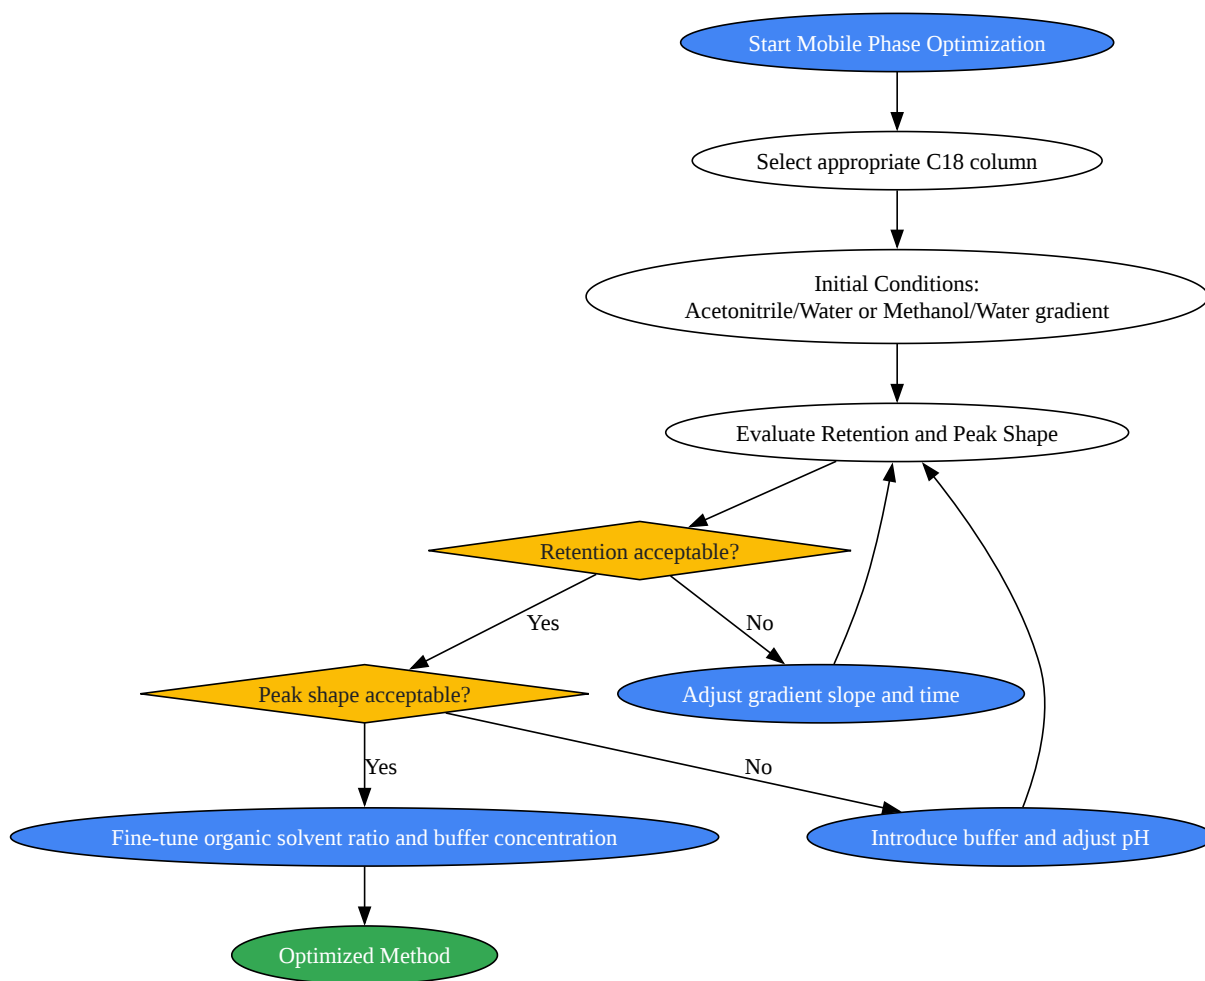 Start Mobile Phase Optimization
Select appropriate C18 column
Initial Conditions:
Acetonitrile/Water or Methanol/Water gradient
Evaluate Retention and Peak Shape
Retention acceptable?
Yes
No
Peak shape acceptable?
Adjust gradient slope and time
Yes
No
Fine-tune organic solvent ratio and buffer concentration
Introduce buffer and adjust pH
Optimized Method